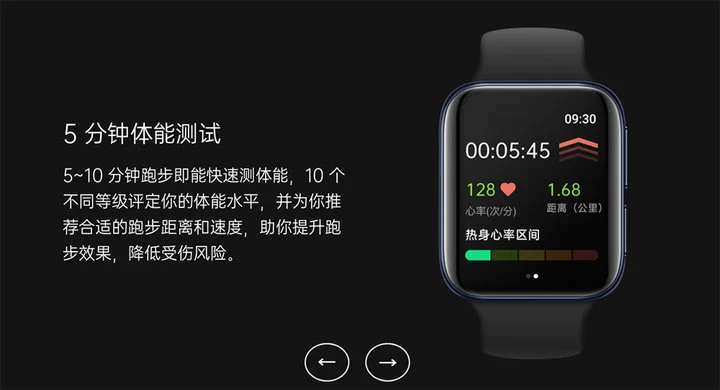 5 分钟体能测试
5~10 分钟跑步即能快速测体能，10 个
不同等级评定你的体能水平，并为你推
荐合适的跑步距离和速度，助你提升跑
步效果，降低受伤风险。
09:30
00:05:45
128
1.68
心率(次/分)
距离（公里）
热身心率区间